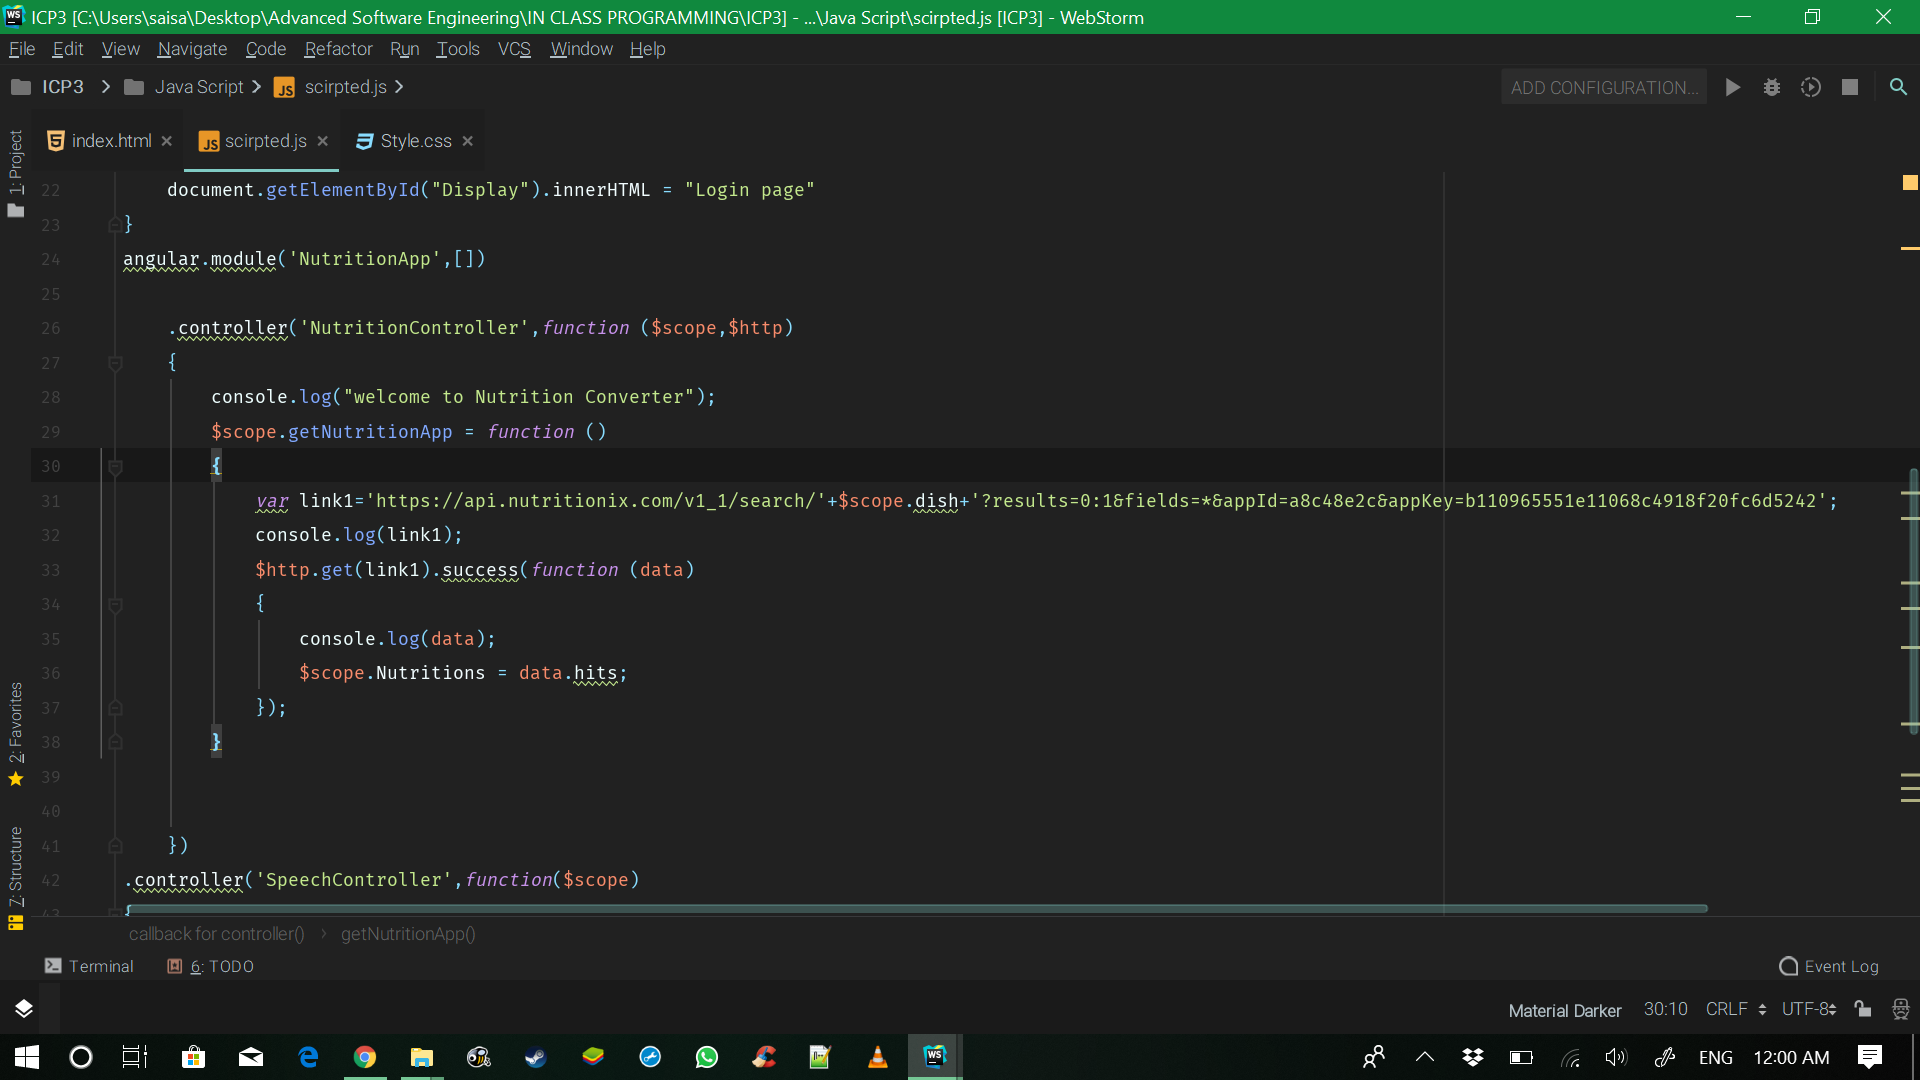 ICP3 [C:\Users\saisa\Desktop\Advanced Software Engineering\IN CLASS PROGRAMMING\ICP3] - ...\Java Script\scirpted.js [ICP3] - WebStorm
File Edit View Navigate Code Refactor Run Tools VCS Window Help
ICP3 Java Script scirpted.js ADD CONFIGURATION...
index.html scirpted.js Style.css
1: Project
22 document.getElementById("Display").innerHTML = "Login page"
23 }
24 angular.module('NutritionApp',[])
25
26 .controller('NutritionController',function ($scope,$http)
27 {
28 console.log("welcome to Nutrition Converter");
29 $scope.getNutritionApp = function ()
30 {
31 var link1='https://api.nutritionix.com/v1_1/search/'+$scope.dish+'?results=0:1&fields=*&appId=a8c48e2c&appKey=b110965551e11068c4918f20fc6d5242';
32 console.log(link1);
33 $http.get(link1).success(function (data)
34 {
35 console.log(data);
36 $scope.Nutritions = data.hits;
37 });
38 }
39
40
41 })
42 .controller('SpeechController',function($scope)
43 {
2: Favorites
7: Structure
callback for controller() getNutritionApp()
Terminal 6: TODO Event Log
Material Darker 30:10 CRLF UTF-8
ENG 12:00 AM